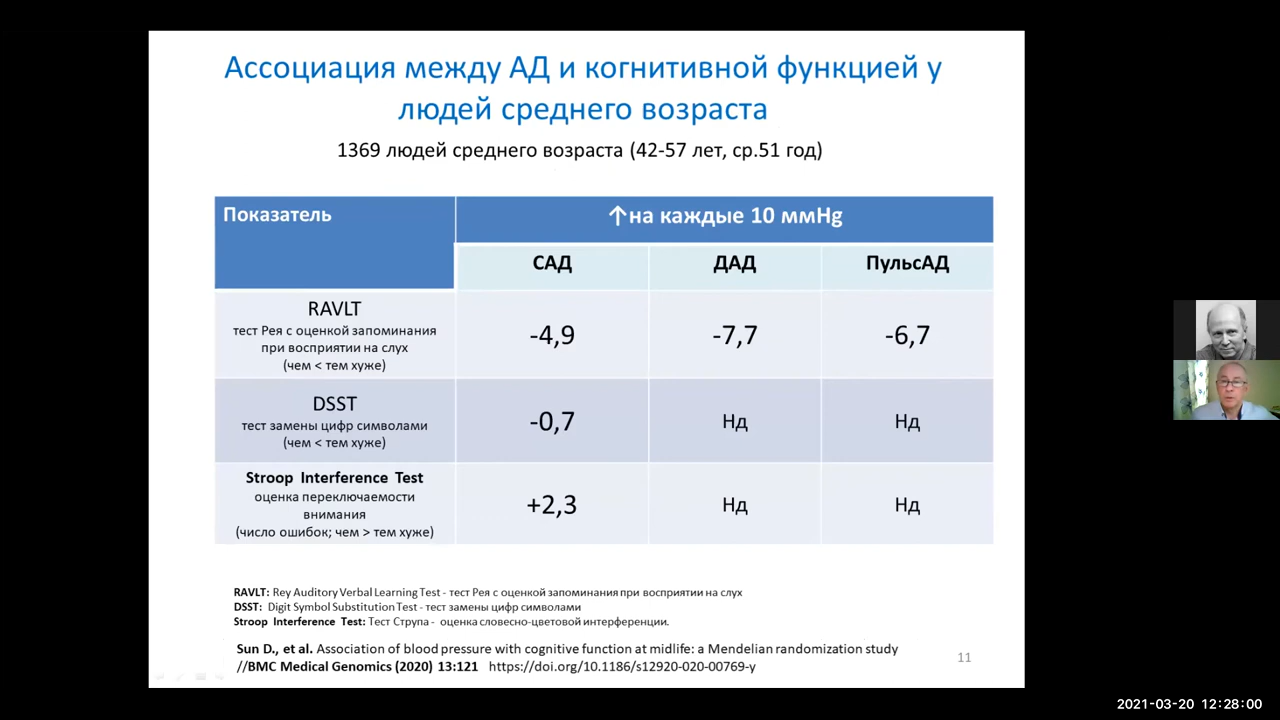 Ассоциация между АД и когнитивной функцией у
людей среднего возраста
1369 людей среднего возраста (42-57 лет, ср.51 год)
Показатель
↑на каждые 10 ммHg
САД
ДАД
ПульсАД
RAVLT
тест Рея с оценкой запоминания
при восприятии на слух
(чем < тем хуже)
-4,9
-7,7
-6,7
DSST
тест замены цифр символами
(чем < тем хуже)
-0,7
Нд
Нд
Stroop Interference Test
оценка переключаемости
внимания
(число ошибок; чем > тем хуже)
+2,3
Нд
Нд
RAVLT: Rey Auditory Verbal Learning Test - тест Рея с оценкой запоминания при восприятии на слух
DSST: Digit Symbol Substitution Test - тест замены цифр символами
Stroop Interference Test: Тест Струпа - оценка словесно-цветовой интерференции.
Sun D., et al. Association of blood pressure with cognitive function at midlife: a Mendelian randomization study
//BMC Medical Genomics (2020) 13:121 https://doi.org/10.1186/s12920-020-00769-y
11
2021-03-20 12:28:00